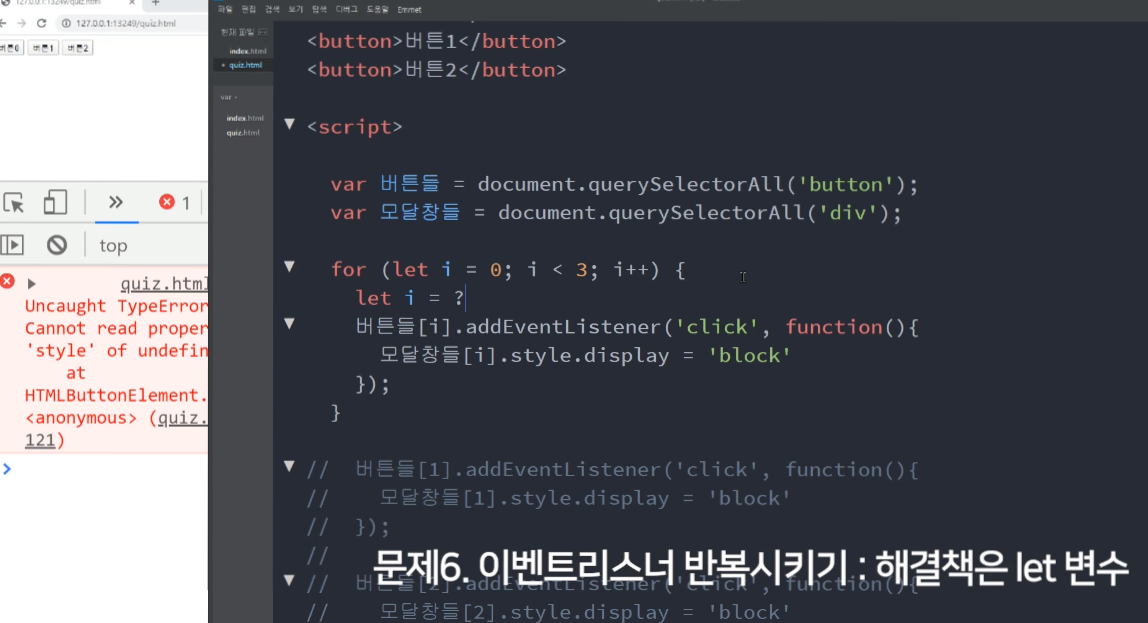 127.0.0.1:13249/quiz.html
파일 편집 검색 보기 탐색 디버그 도움말 Emmet
127.0.0.1:13249/quiz.html
버튼0 버튼1 버튼2
현재 파일
index.html
quiz.html
var
index.html
quiz.html
<button>버튼1</button>
<button>버튼2</button>
<script>
var 버튼들 = document.querySelectorAll('button');
var 모달창들 = document.querySelectorAll('div');
for (let i = 0; i < 3; i++) {
let i = ?
버튼들[i].addEventListener('click', function(){
모달창들[i].style.display = 'block'
});
}
// 버튼들[1].addEventListener('click', function(){
// 모달창들[1].style.display = 'block'
// });
//
// 버튼들[2].addEventListener('click', function(){
// 모달창들[2].style.display = 'block'
문제6. 이벤트리스너 반복시키기 : 해결책은 let 변수
1
top
quiz.html
Uncaught TypeError
Cannot read proper
'style' of undefin
at
HTMLButtonElement.
<anonymous> (quiz.
121)